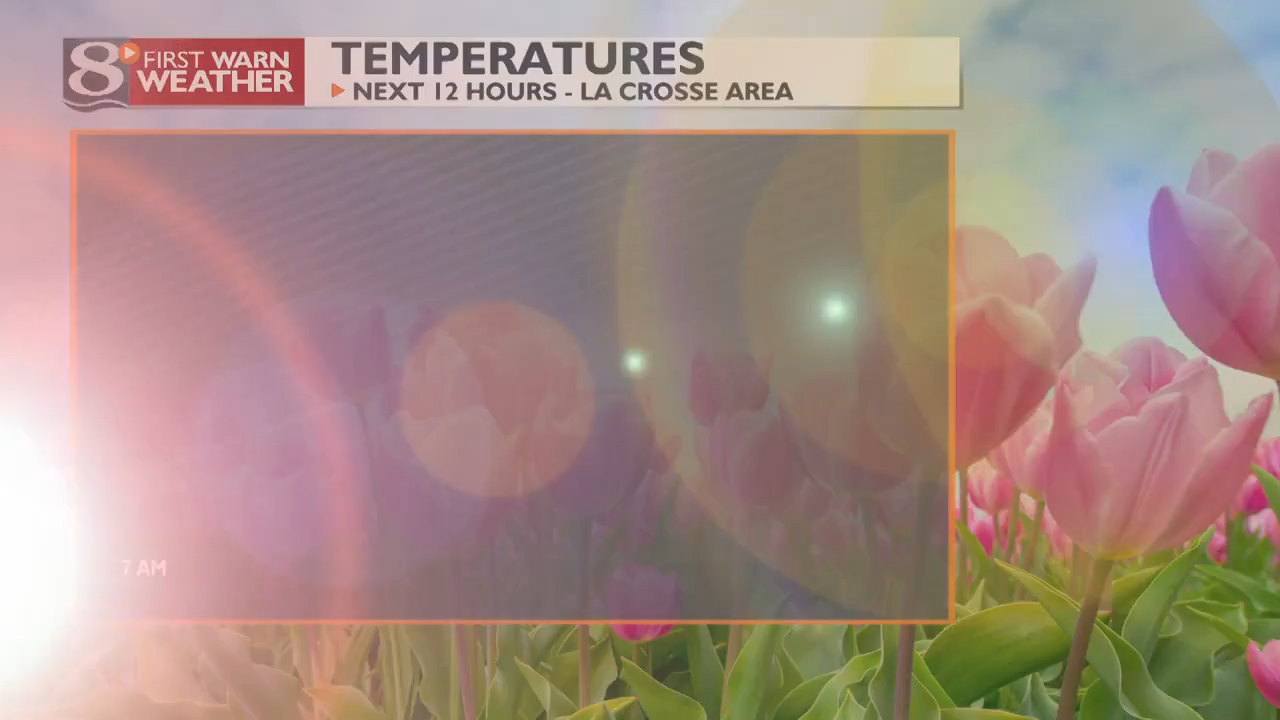 8 FIRST WARN
WEATHER
TEMPERATURES
NEXT 12 HOURS - LA CROSSE AREA
7 AM